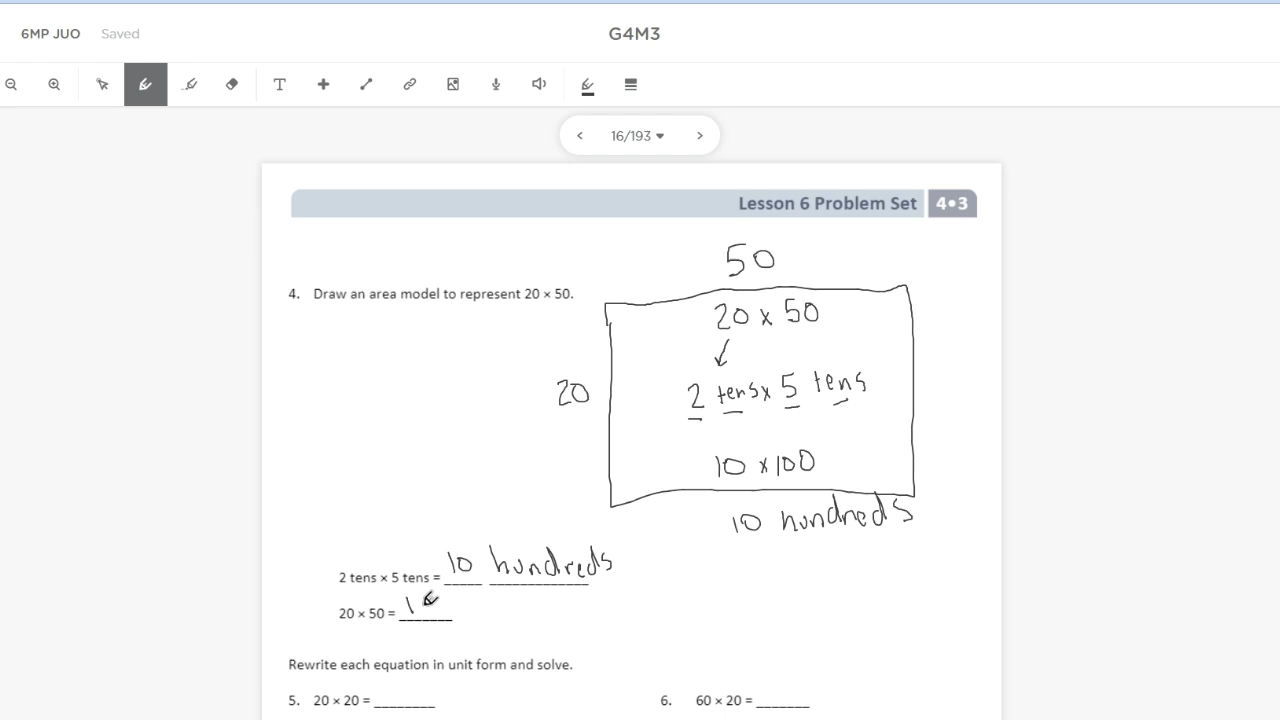 6MP JUO Saved G4M3
16/193
Lesson 6 Problem Set 4•3
50
4. Draw an area model to represent 20 × 50.
20 x 50
20
2 tens x 5 tens
10 x 100
10 hundreds
2 tens × 5 tens = 10 hundreds
20 × 50 = 1
Rewrite each equation in unit form and solve.
5. 20 × 20 = ________
6. 60 × 20 = _______